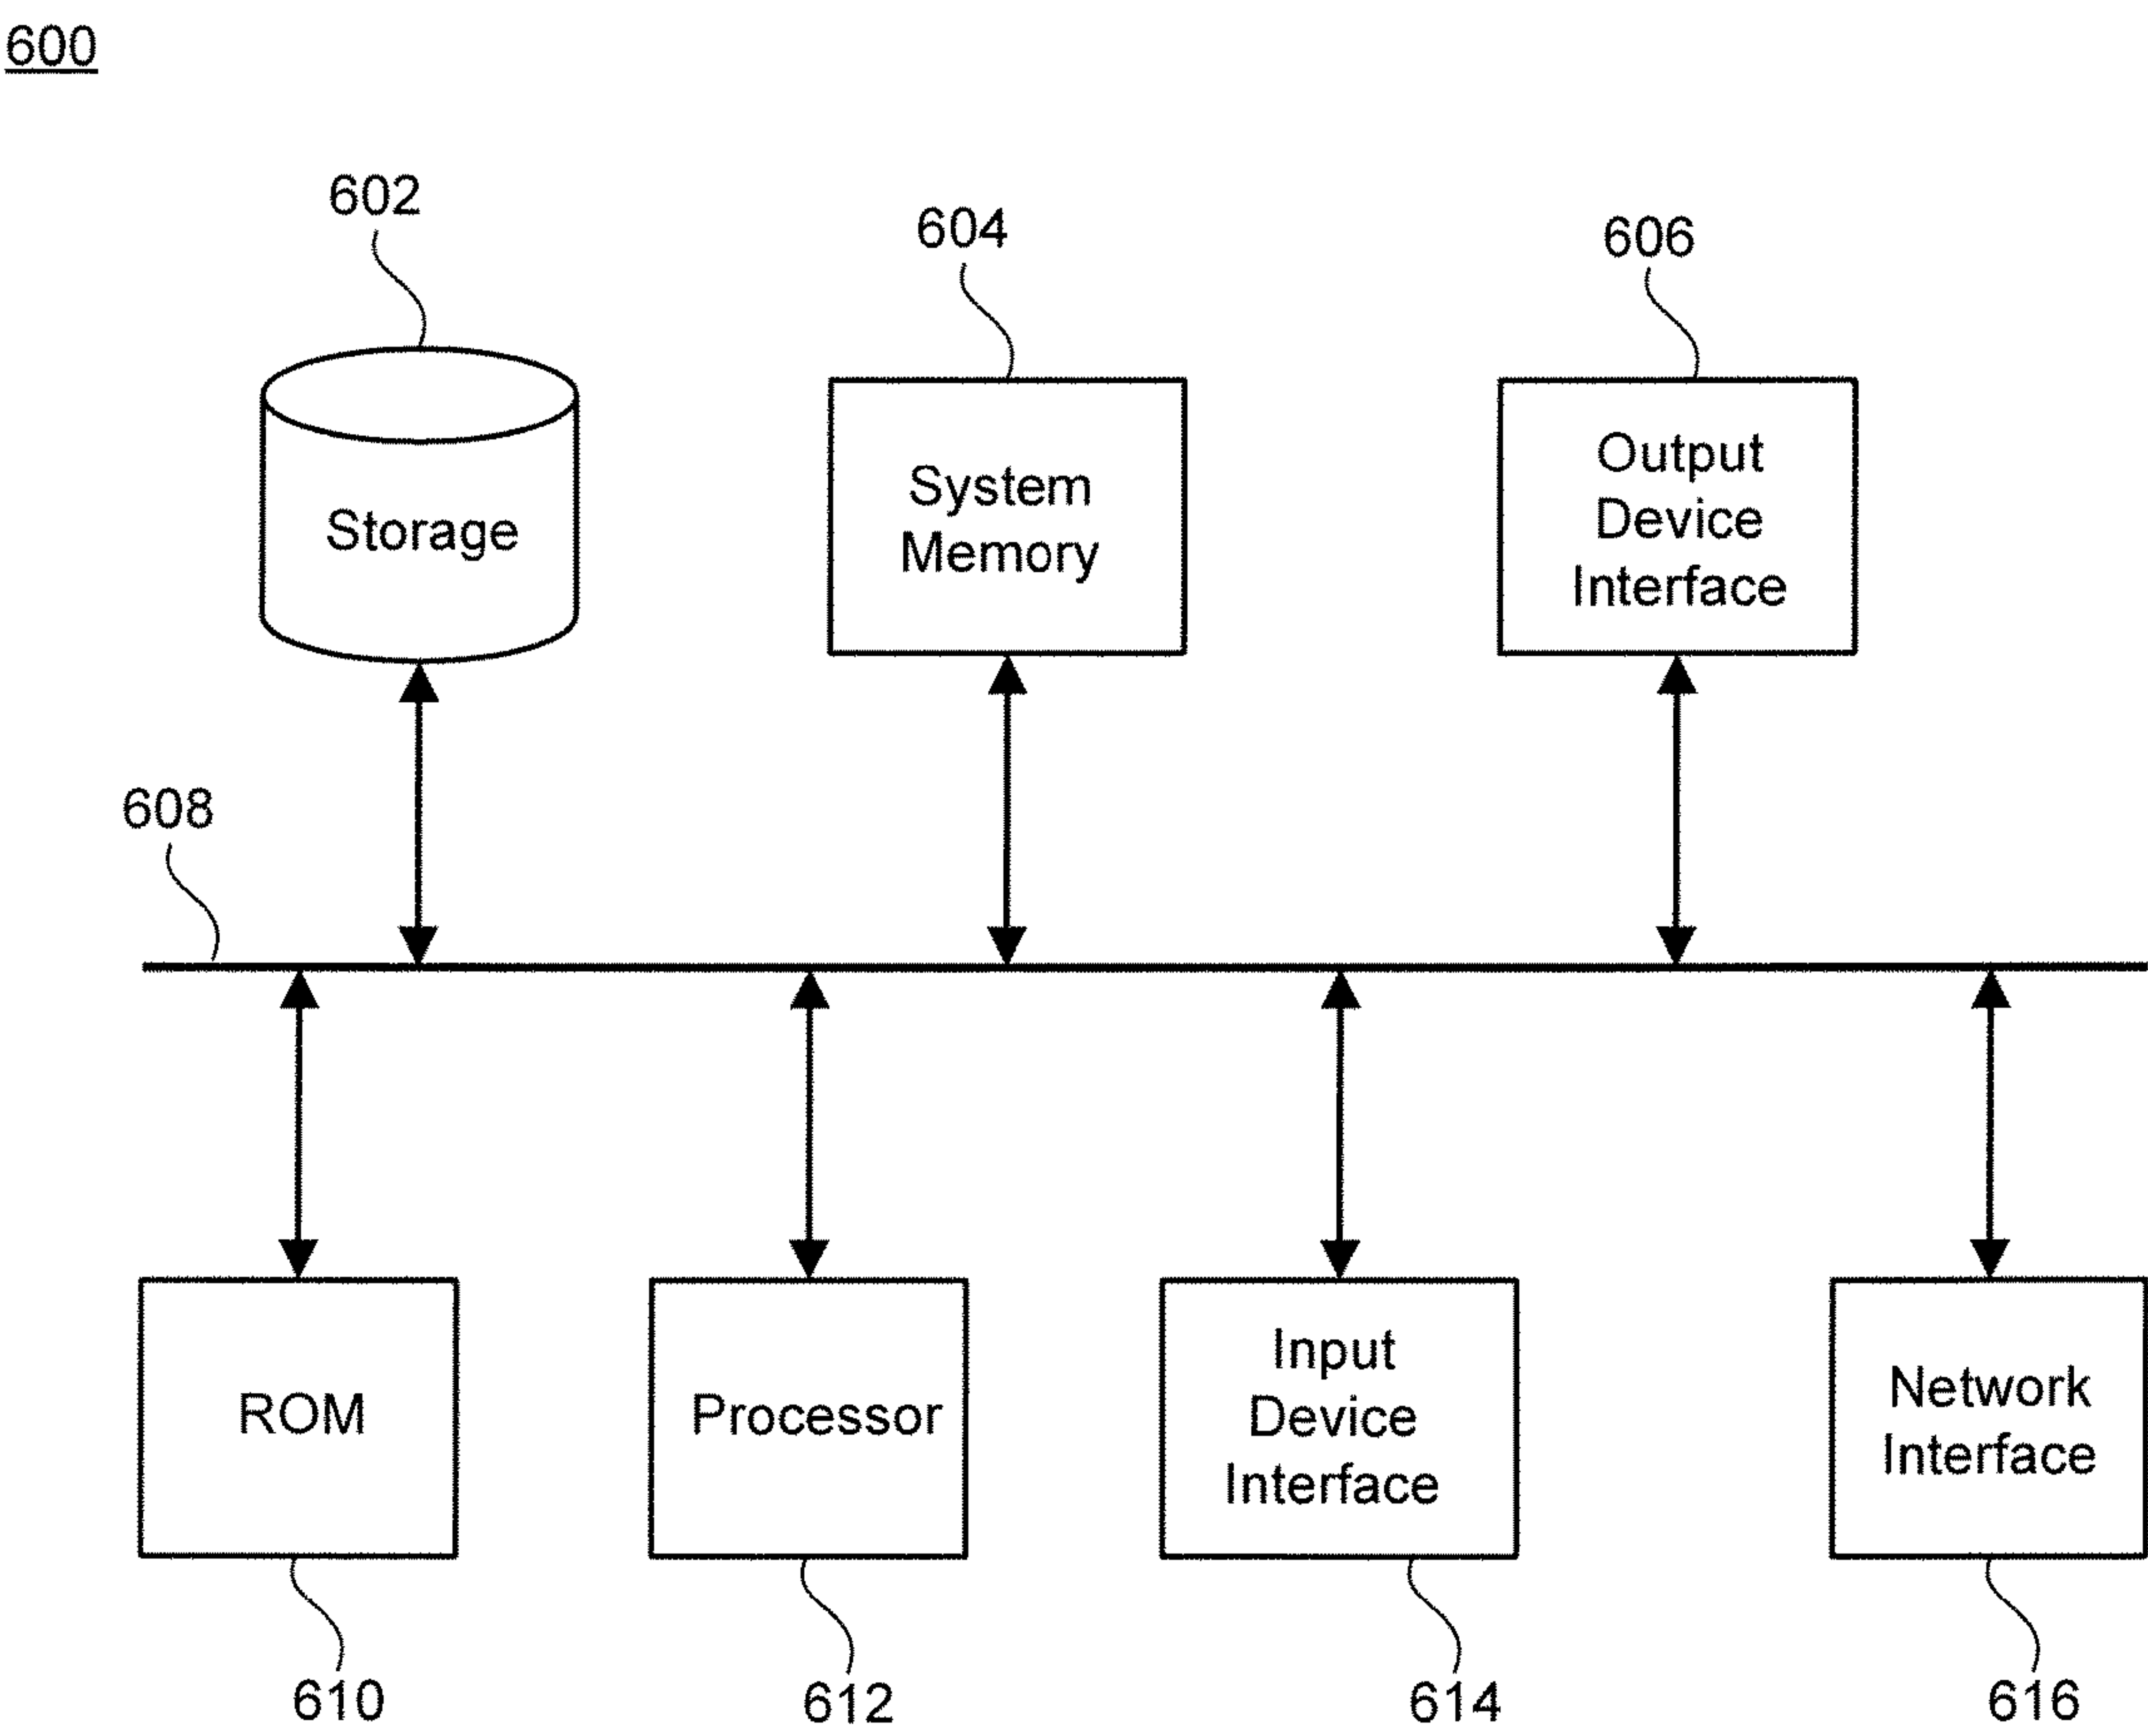 600
602
604
606
Storage
System
Memory
Output
Device
Interface
608
ROM
Processor
Input
Device
Interface
Network
Interface
610
612
614
616